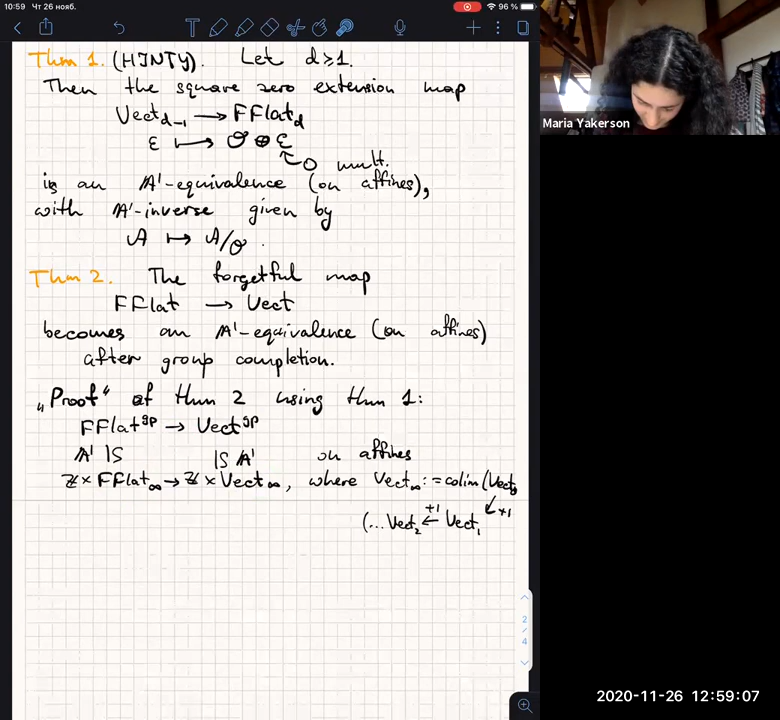 10:59 Чт 26 нояб.
96 %
Thm 1. (HJNTY). Let d ≥ 1.
Then the square zero extension map
Vect_{d-1} → FFlat_d
ℰ ↦ 𝒪 ⊕ ℰ
0 mult.
is an A¹-equivalence (on affines),
with A¹-inverse given by
𝒜 ↦ 𝒜/𝒪.
Thm 2. The forgetful map
FFlat → Vect
becomes an A¹-equivalence (on affines)
after group completion.
„Proof" of thm 2 using thm 1:
FFlat^{gp} → Vect^{gp}
A¹ IS IS A¹ on affines
ℤ × FFlat_∞ → ℤ × Vect_∞, where Vect_∞ := colim (Vect_0
+1
(... Vect_2 ←^{+1} Vect_1
2
/
4
Maria Yakerson
2020-11-26 12:59:07